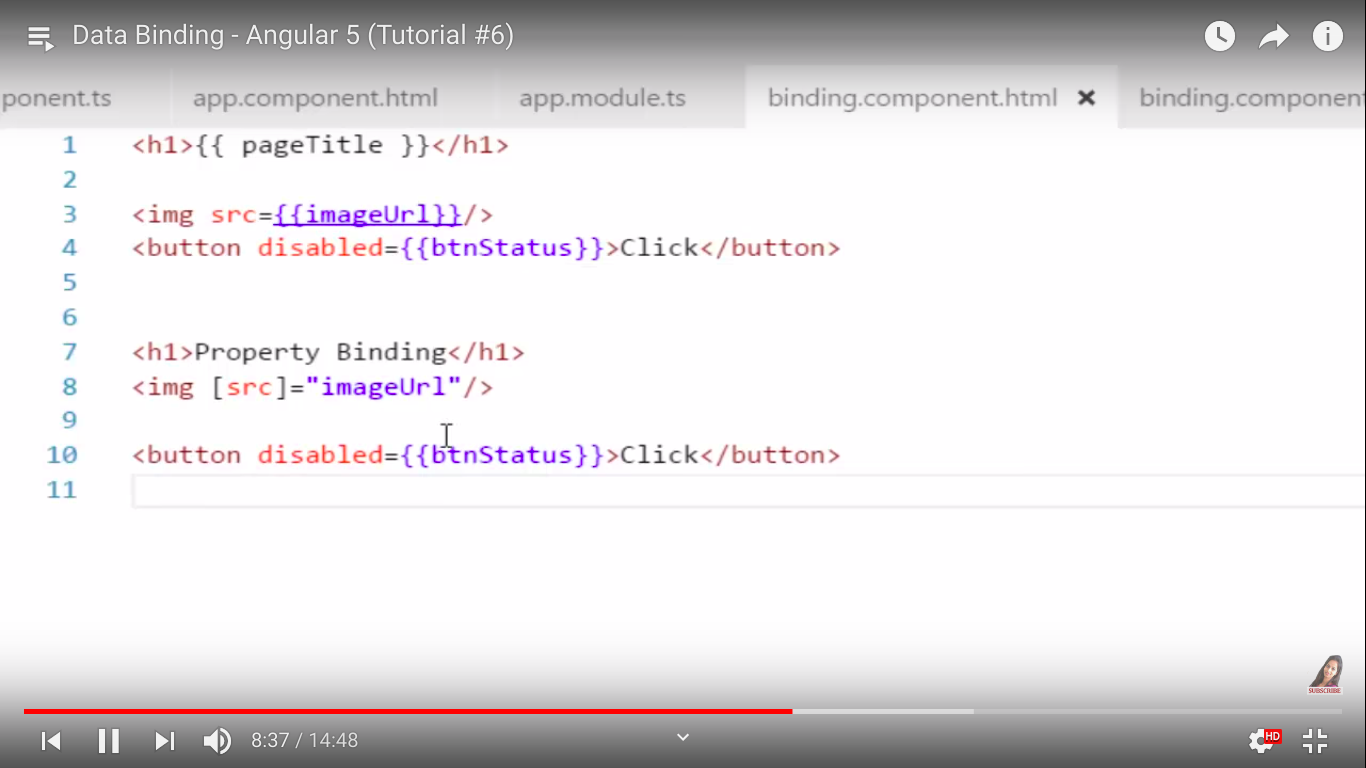 Data Binding - Angular 5 (Tutorial #6)
ponent.ts app.component.html app.module.ts binding.component.html × binding.component
1 <h1>{{ pageTitle }}</h1>
2
3 <img src={{imageUrl}}/>
4 <button disabled={{btnStatus}}>Click</button>
5
6
7 <h1>Property Binding</h1>
8 <img [src]="imageUrl"/>
9
10 <button disabled={{btnStatus}}>Click</button>
11
SUBSCRIBE
8:37 / 14:48
HD